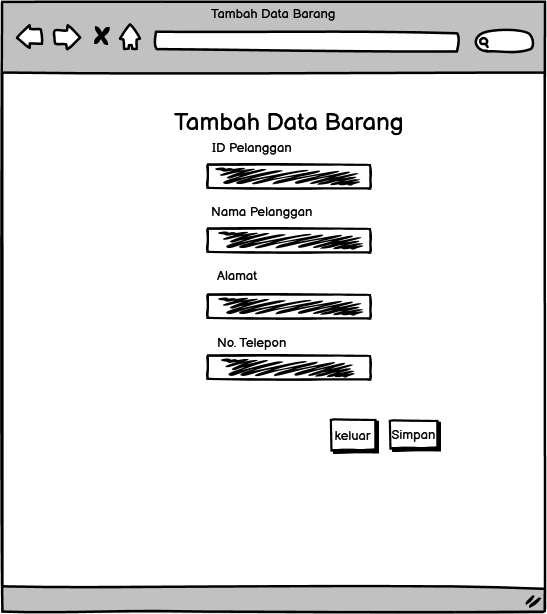 Tambah Data Barang
Tambah Data Barang
ID Pelanggan
Nama Pelanggan
Alamat
No. Telepon
keluar Simpan